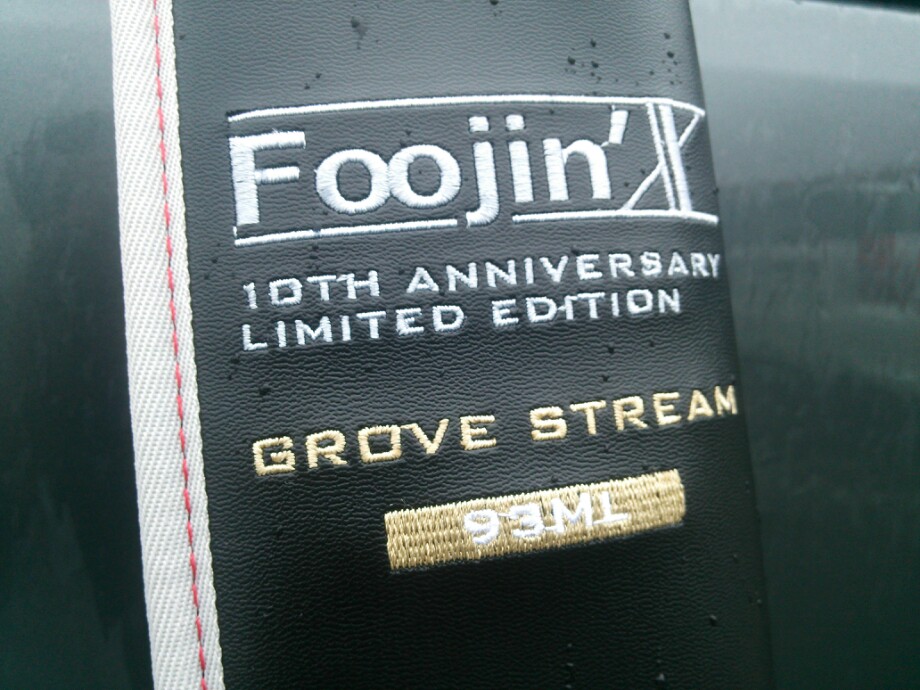 Foojin'X
10TH ANNIVERSARY
LIMITED EDITION
GROVE STREAM
93ML